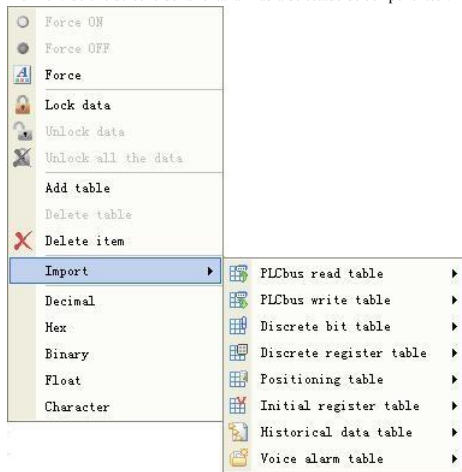 Force ON
Force OFF
Force
Lock data
Unlock data
Unlock all the data
Add table
Delete table
Delete item
Import
Decimal
Hex
Binary
Float
Character
PLCbus read table
PLCbus write table
Discrete bit table
Discrete register table
Positioning table
Initial register table
Historical data table
Voice alarm table